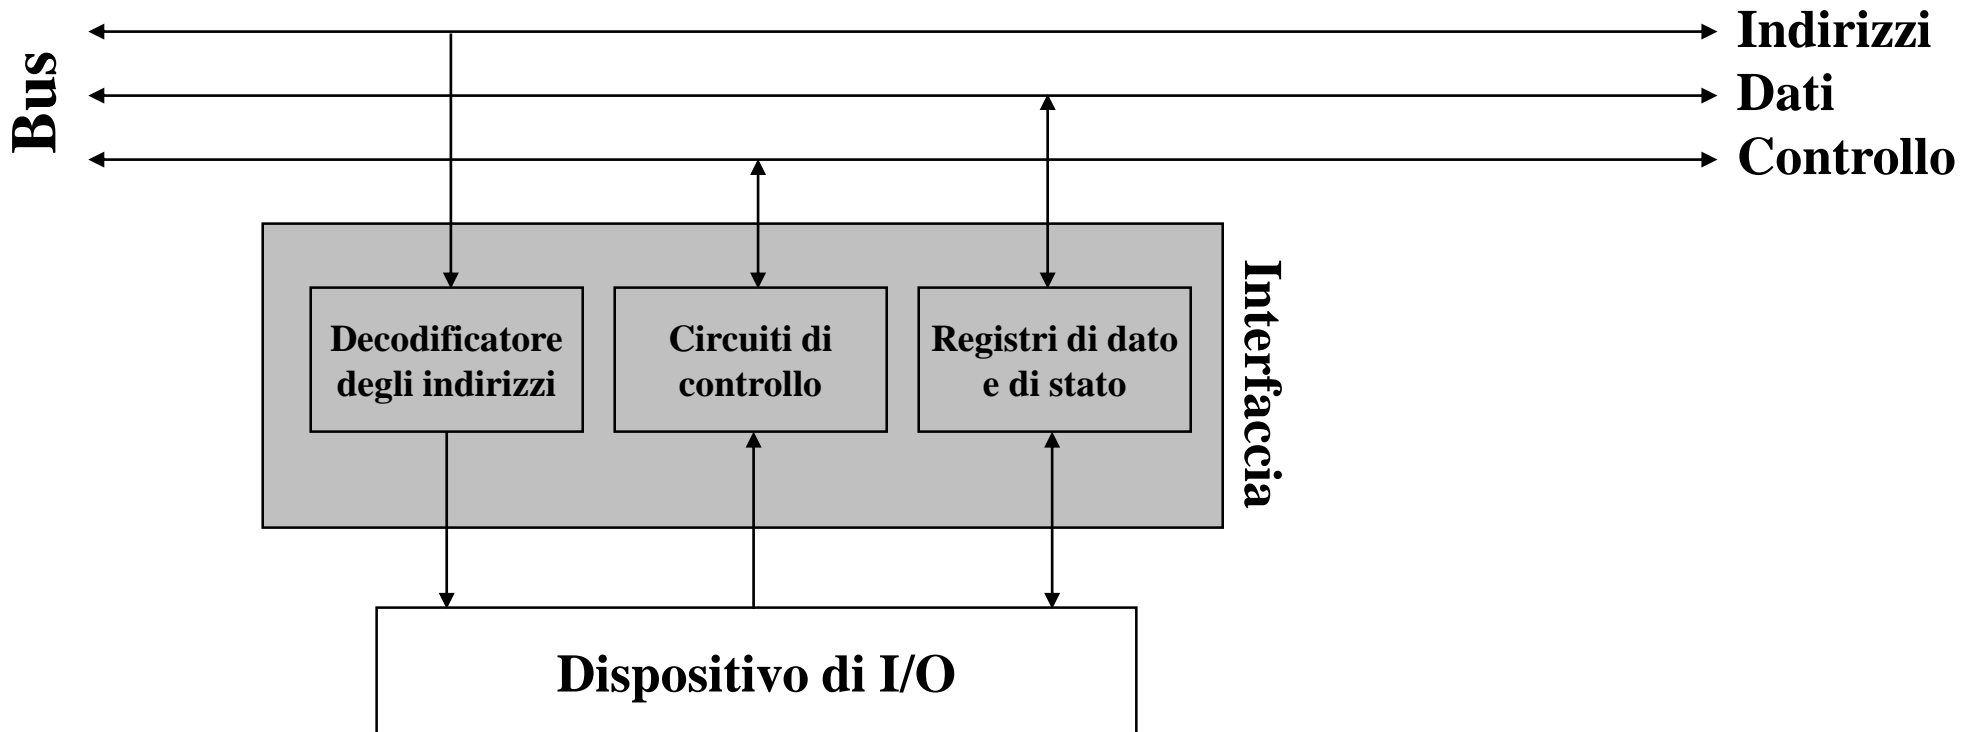 Bus
Indirizzi
Dati
Controllo
Interfaccia
Decodificatore
degli indirizzi
Circuiti di
controllo
Registri di dato
e di stato
Dispositivo di I/O